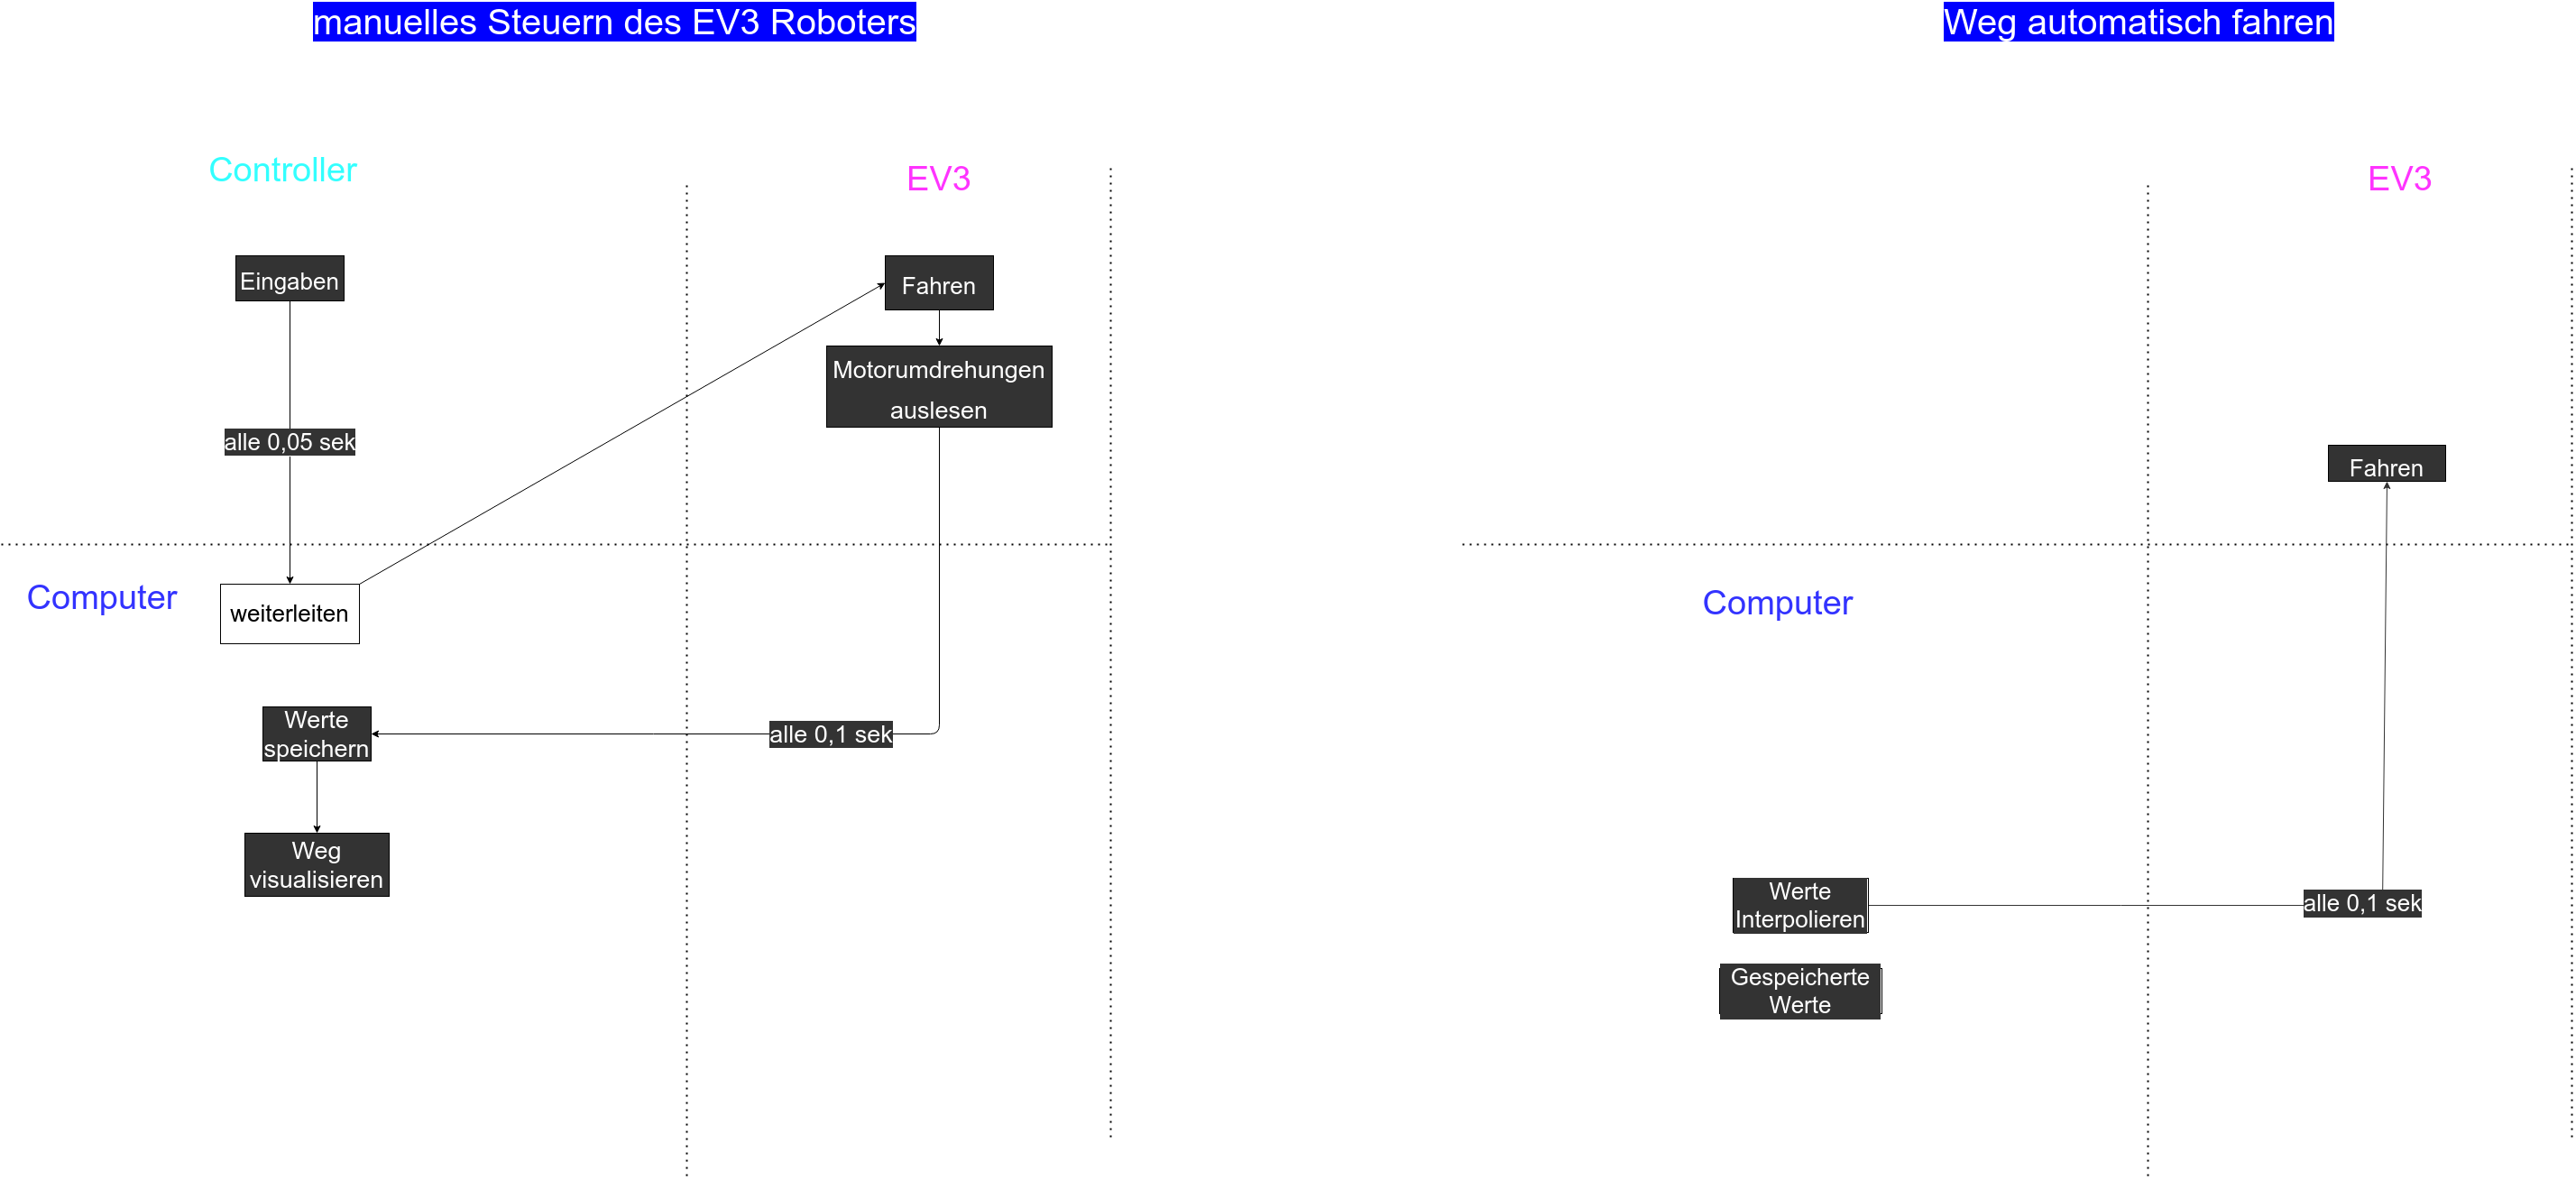 manuelles Steuern des EV3 Roboters
Controller
EV3
Eingaben
Fahren
Motorumdrehungen
auslesen
alle 0,05 sek
Computer
weiterleiten
Werte
speichern
alle 0,1 sek
Weg
visualisieren
Weg automatisch fahren
EV3
Fahren
Computer
Werte
Interpolieren
alle 0,1 sek
Gespeicherte
Werte